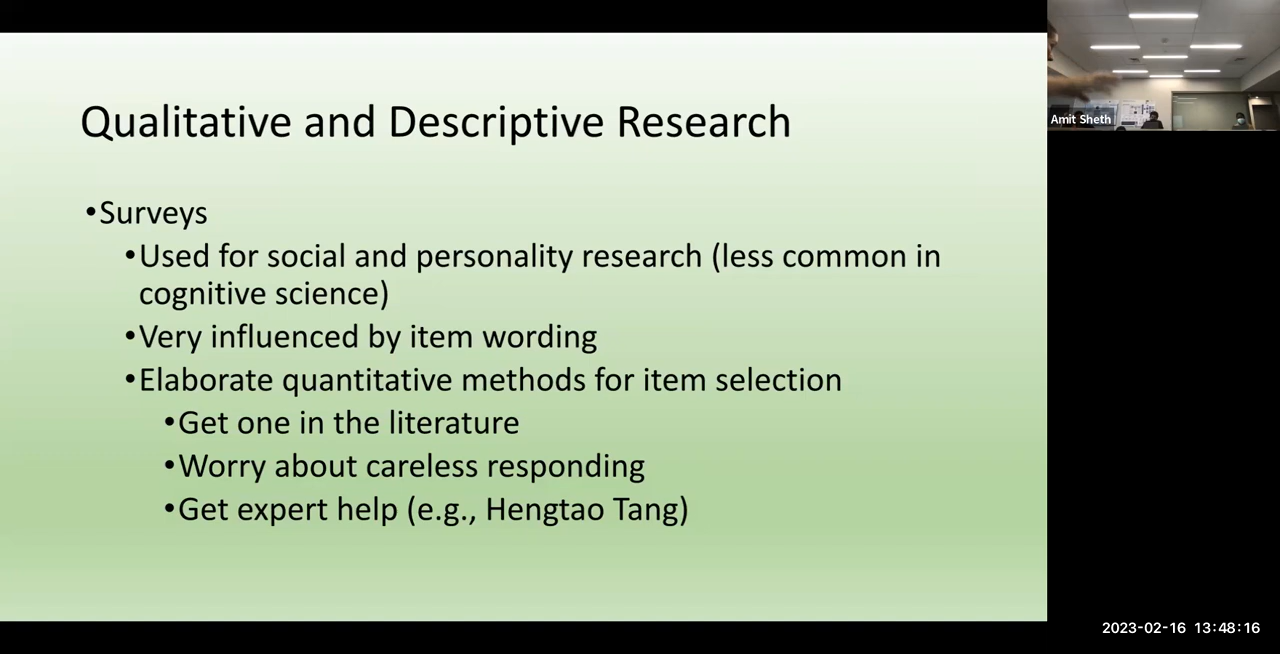 Qualitative and Descriptive Research
•Surveys
•Used for social and personality research (less common in
cognitive science)
•Very influenced by item wording
•Elaborate quantitative methods for item selection
•Get one in the literature
•Worry about careless responding
•Get expert help (e.g., Hengtao Tang)
Amit Sheth
2023-02-16 13:48:16